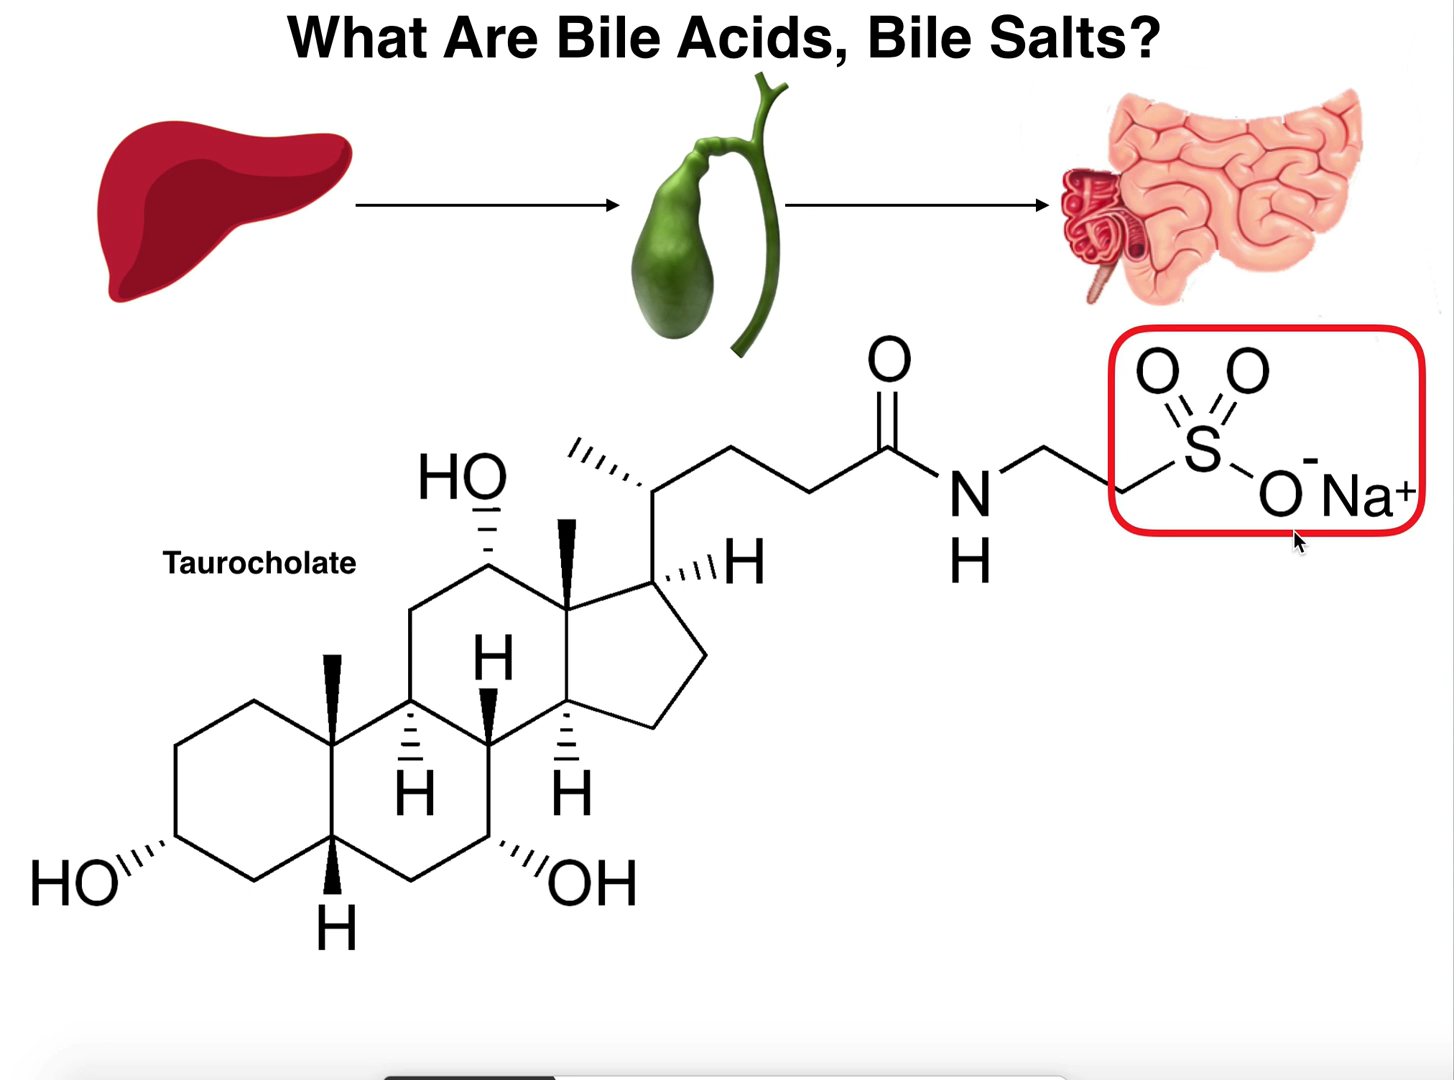 What Are Bile Acids, Bile Salts?
O
O O
S
O⁻ Na⁺
HO
N
H
H
Taurocholate
H
H
H
HO
OH
H